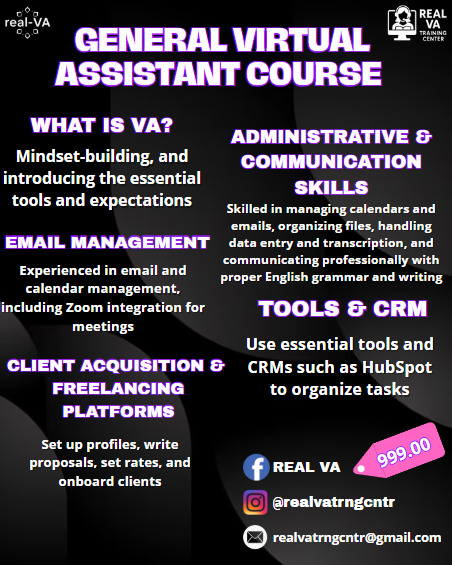 real-VA
REAL
VA
TRAINING
CENTER
GENERAL VIRTUAL
ASSISTANT COURSE
WHAT IS VA?
Mindset-building, and
introducing the essential
tools and expectations
EMAIL MANAGEMENT
Experienced in email and
calendar management,
including Zoom integration for
meetings
CLIENT ACQUISITION &
FREELANCING
PLATFORMS
Set up profiles, write
proposals, set rates, and
onboard clients
ADMINISTRATIVE &
COMMUNICATION
SKILLS
Skilled in managing calendars and
emails, organizing files, handling
data entry and transcription, and
communicating professionally with
proper English grammar and writing
TOOLS & CRM
Use essential tools and
CRMs such as HubSpot
to organize tasks
999.00
REAL VA
@realvatrngcntr
realvatrngcntr@gmail.com